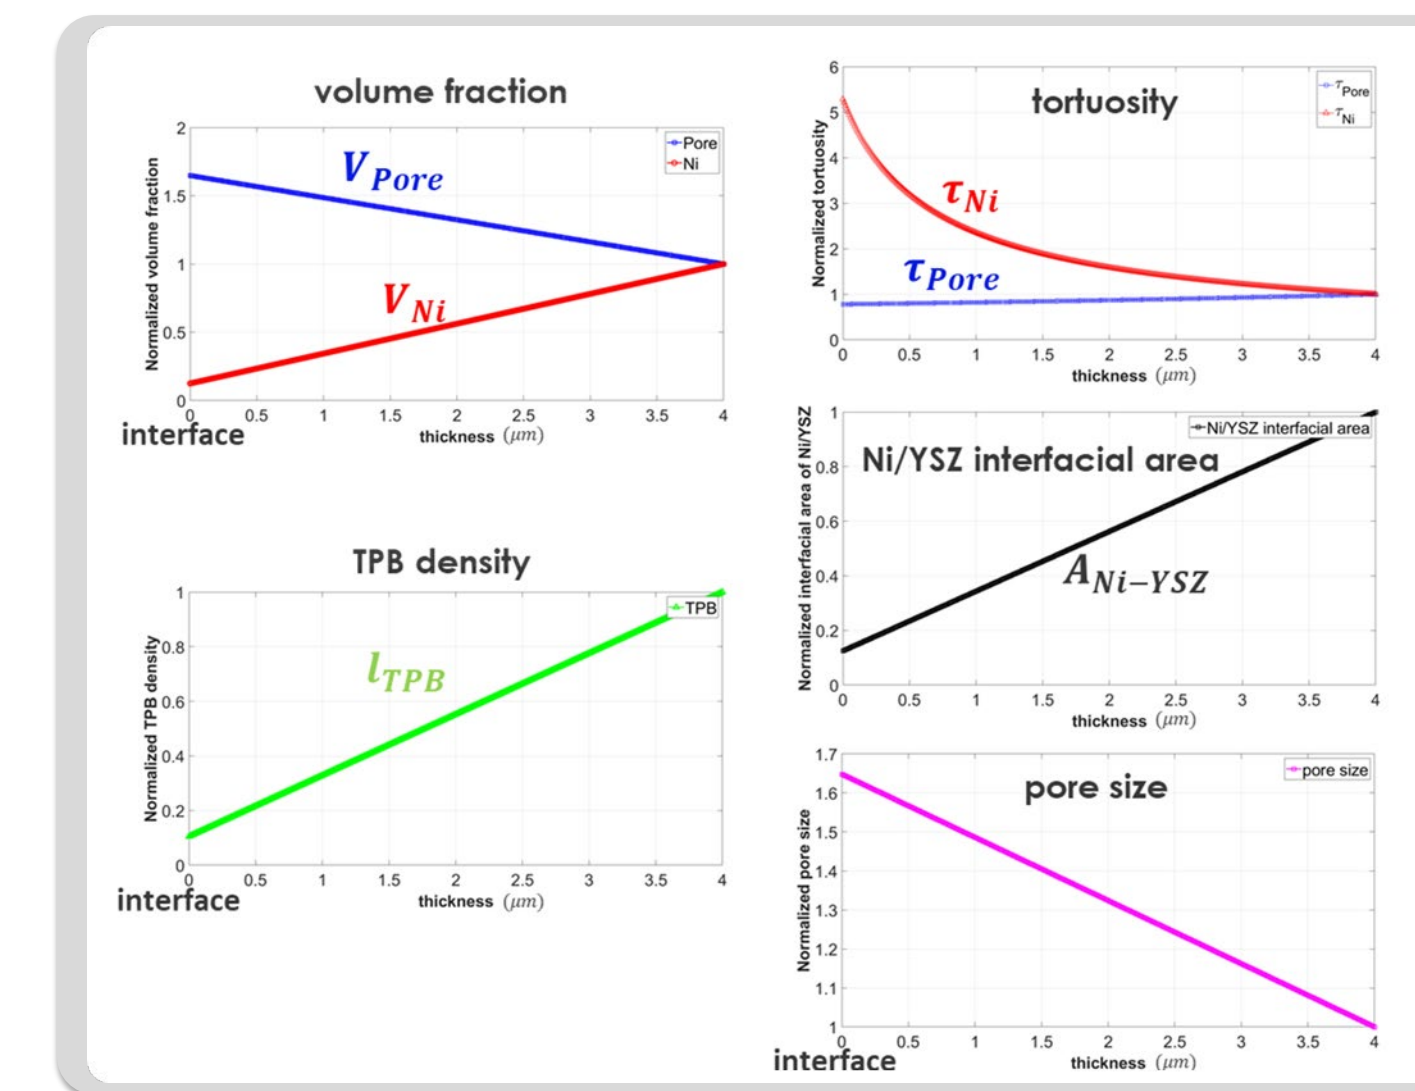 volume fraction
Normalized volume fraction
2
1.5
1
0.5
0
V_Pore
V_Ni
Pore
Ni
0 0.5 1 1.5 2 2.5 3 3.5 4
interface
thickness (μm)
TPB density
Normalized TPB density
1
0.8
0.6
0.4
0.2
0
l_TPB
TPB
0 0.5 1 1.5 2 2.5 3 3.5 4
interface
thickness (μm)
tortuosity
Normalized tortuosity
6
5
4
3
2
1
0
τ_Ni
τ_Pore
τ_Pore
τ_Ni
0 0.5 1 1.5 2 2.5 3 3.5 4
thickness (μm)
Normalized interfacial area of Ni/YSZ
1
0.8
0.6
0.4
0.2
0
Ni/YSZ interfacial area
Ni/YSZ interfacial area
A_Ni−YSZ
0 0.5 1 1.5 2 2.5 3 3.5 4
thickness (μm)
Normalized pore size
1.7
1.6
1.5
1.4
1.3
1.2
1.1
1
pore size
pore size
0 0.5 1 1.5 2 2.5 3 3.5 4
interface
thickness (μm)